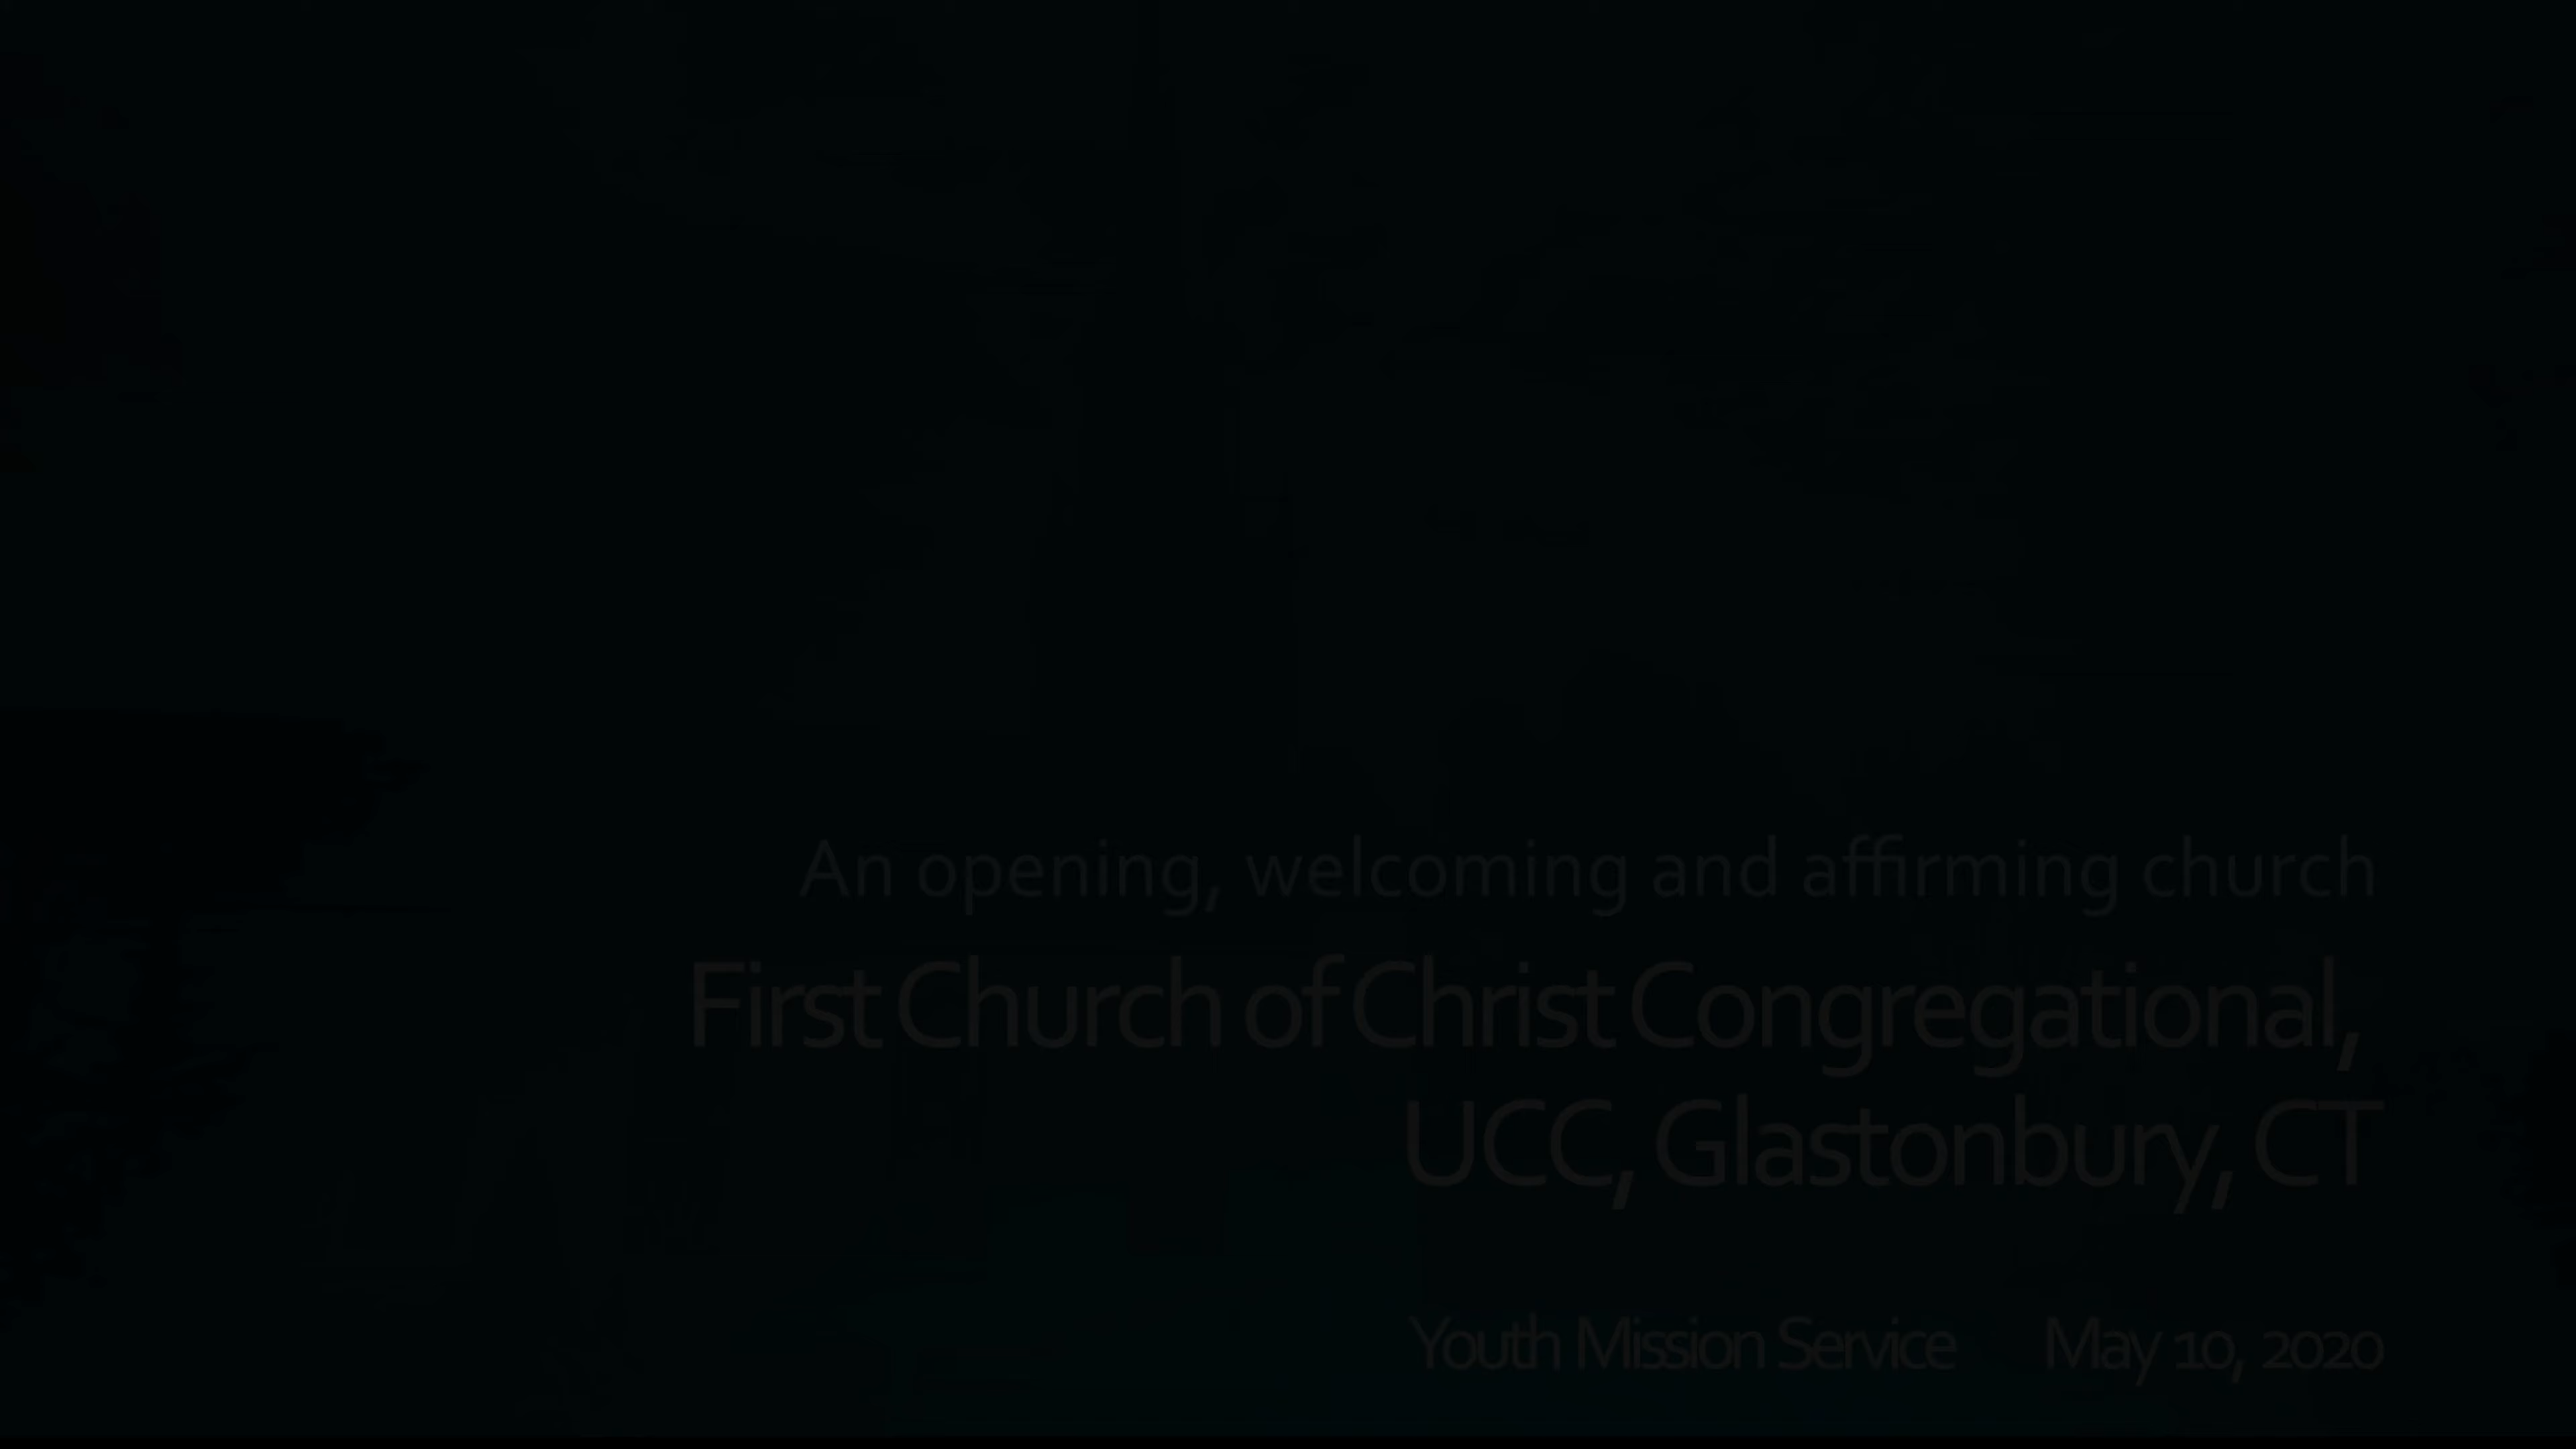 An opening, welcoming and affirming church
First Church of Christ Congregational,
UCC, Glastonbury, CT
Youth Mission Service May 10, 2020